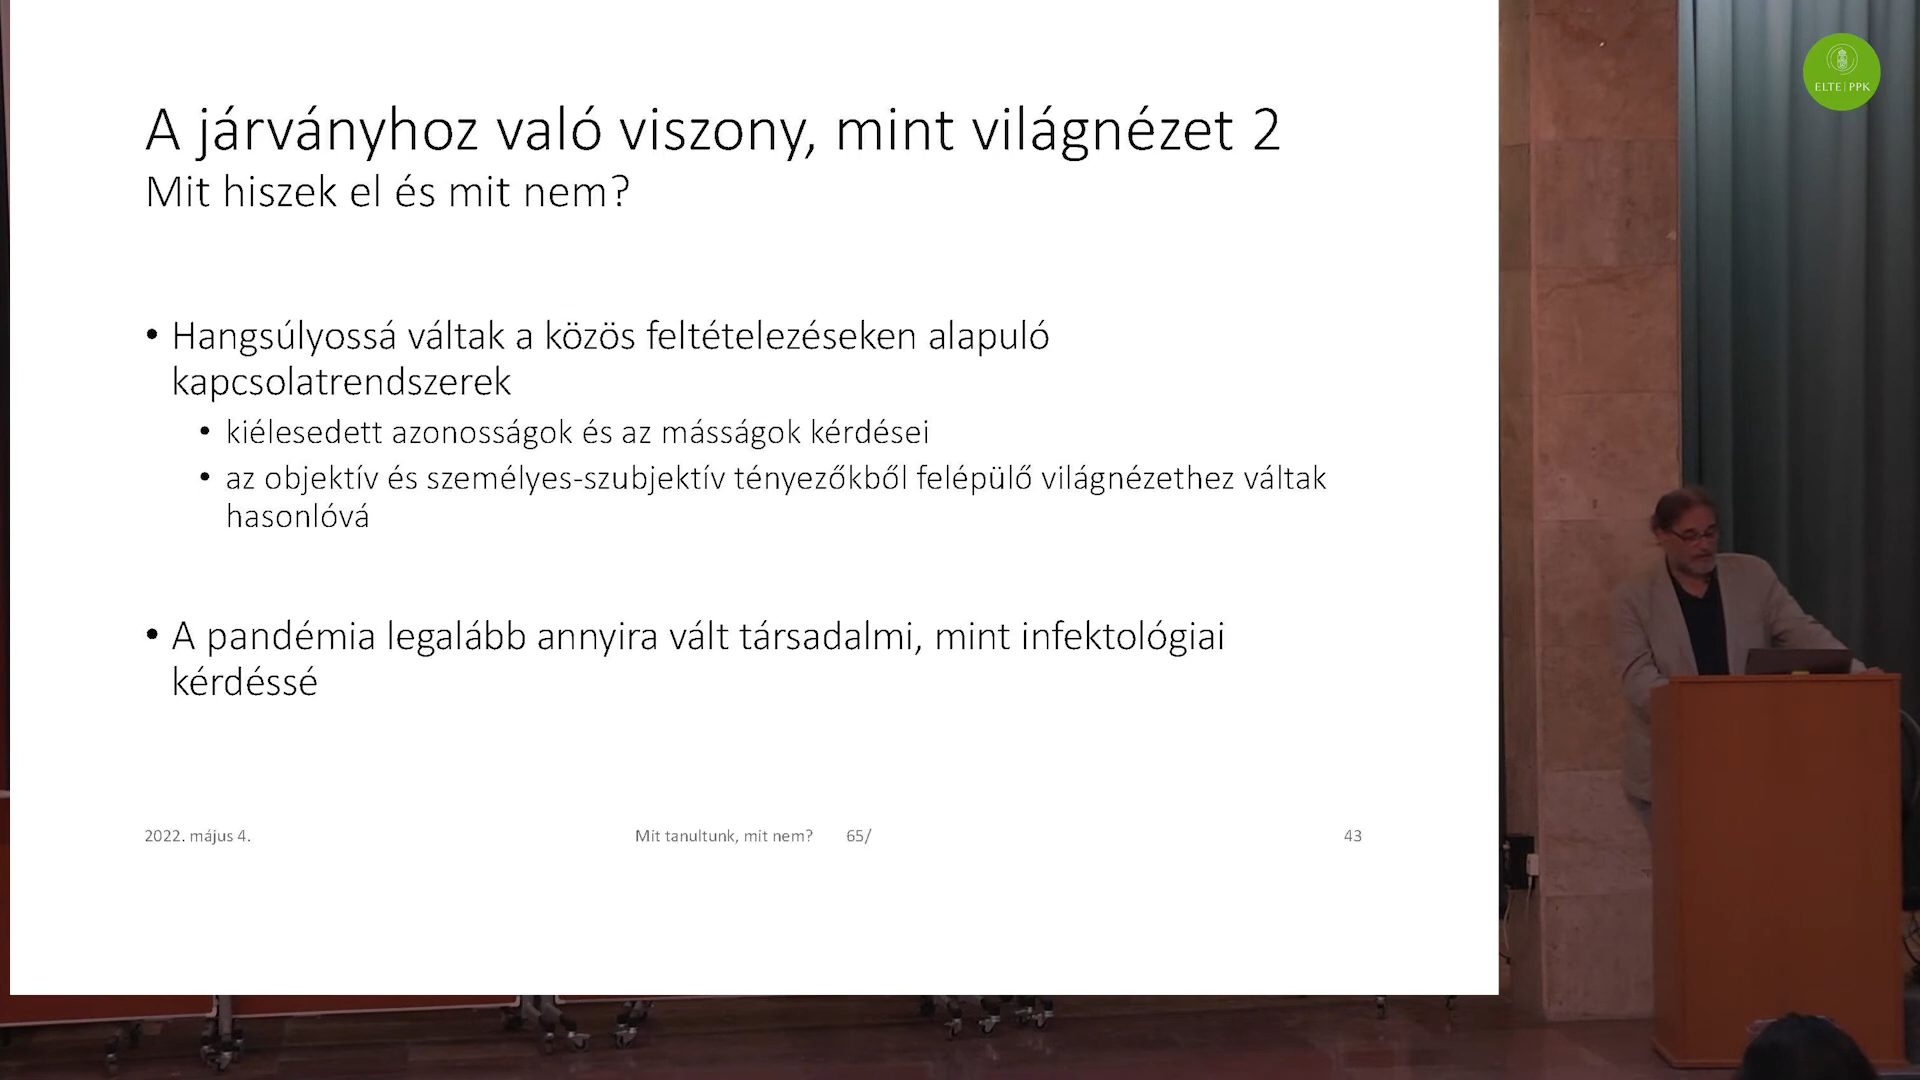 A járványhoz való viszony, mint világnézet 2
Mit hiszek el és mit nem?
• Hangsúlyossá váltak a közös feltételezéseken alapuló
kapcsolatrendszerek
• kiélesedett azonosságok és az másságok kérdései
• az objektív és személyes-szubjektív tényezőkből felépülő világnézethez váltak
hasonlóvá
• A pandémia legalább annyira vált társadalmi, mint infektológiai
kérdéssé
2022. május 4.
Mit tanultunk, mit nem? 65/
43
ELTE | PPK